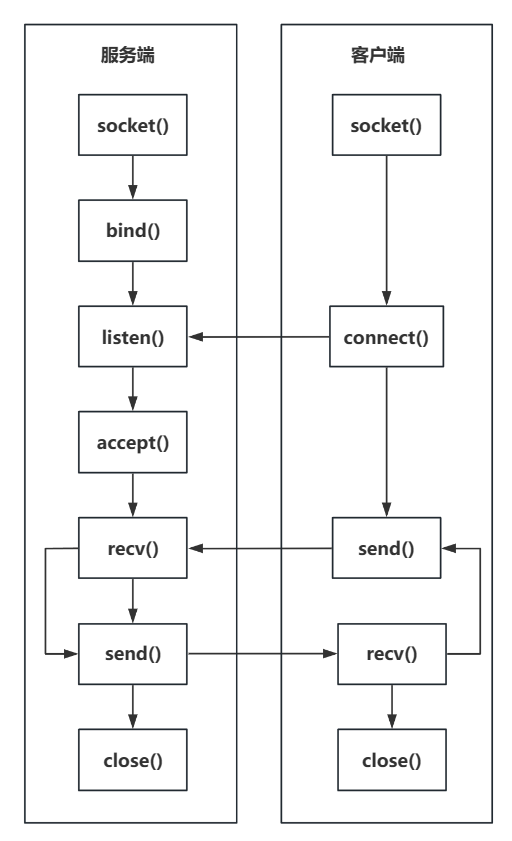 服务端
socket()
bind()
listen()
accept()
recv()
send()
close()
客户端
socket()
connect()
send()
recv()
close()